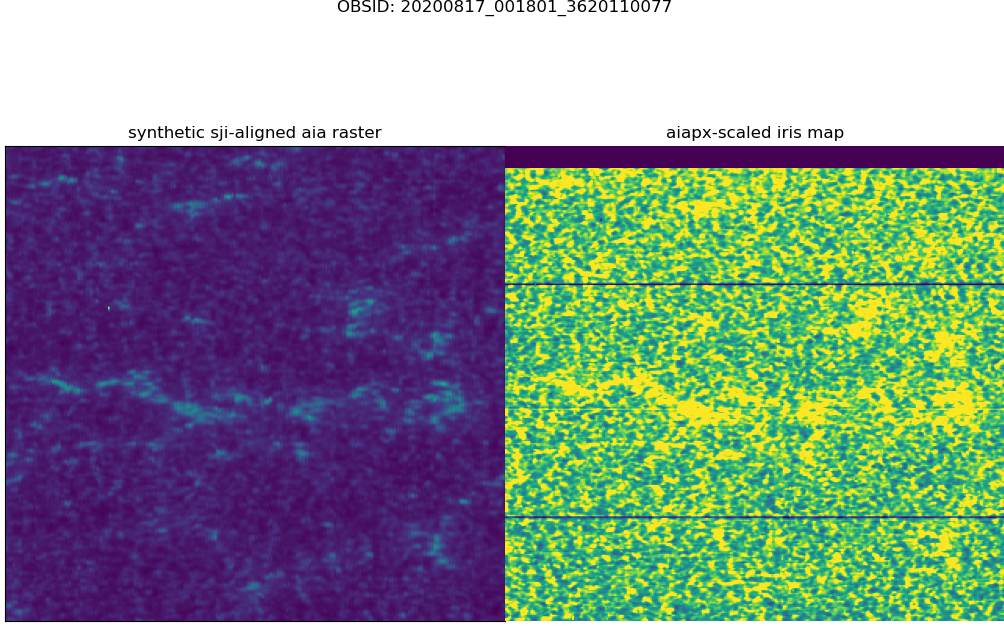 OBSID: 20200817_001801_3620110077
synthetic sji-aligned aia raster
aiapx-scaled iris map